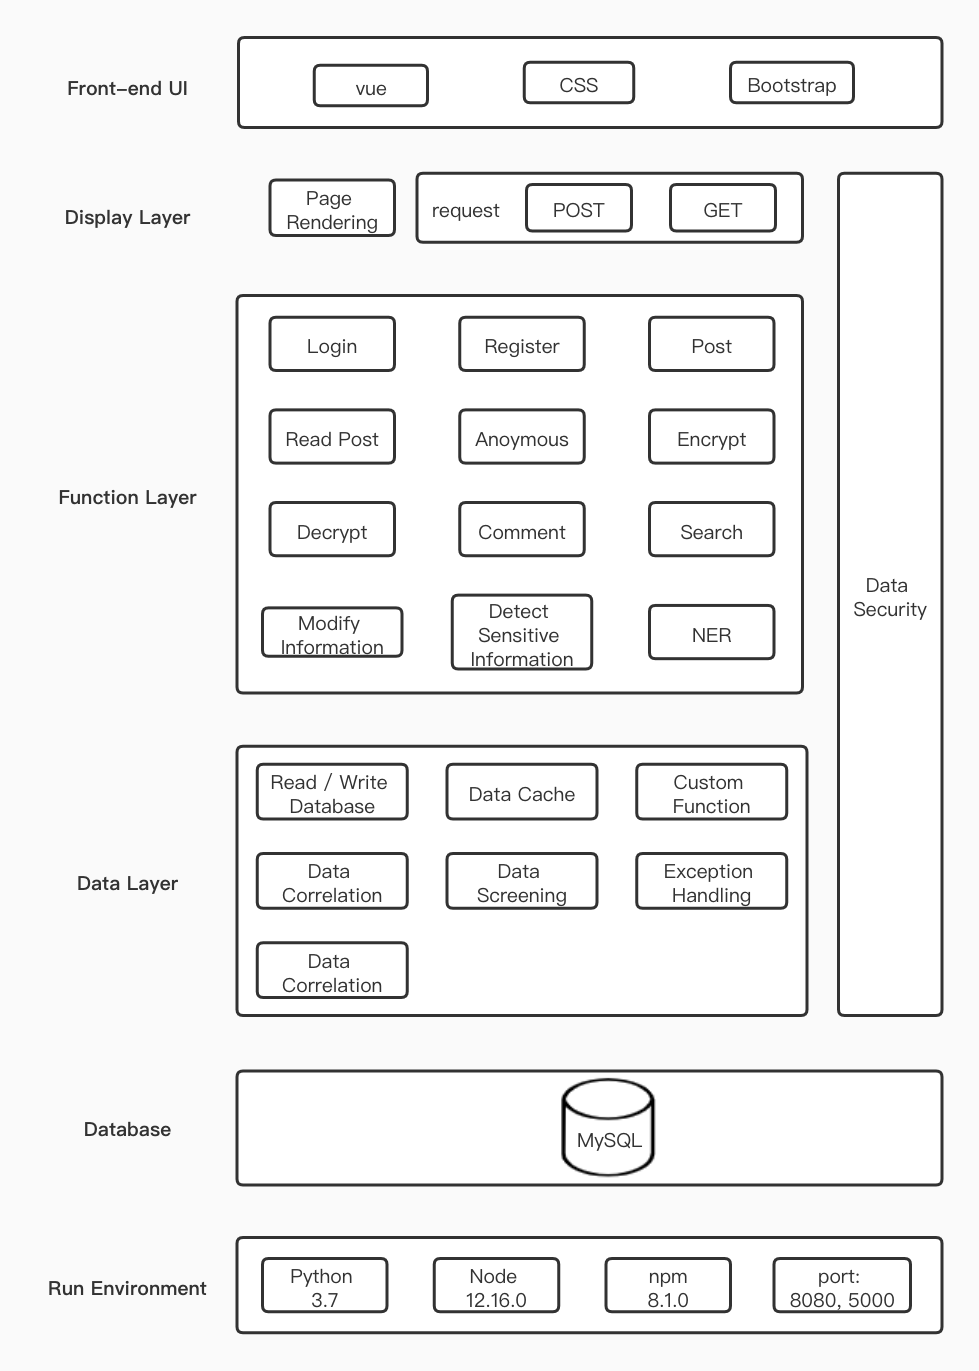 Front-end UI
vue
CSS
Bootstrap
Display Layer
Page
Rendering
request
POST
GET
Function Layer
Login
Register
Post
Read Post
Anoymous
Encrypt
Decrypt
Comment
Search
Modify
Information
Detect
Sensitive
Information
NER
Data
Security
Data Layer
Read / Write
Database
Data Cache
Custom
Function
Data
Correlation
Data
Screening
Exception
Handling
Data
Correlation
Database
MySQL
Run Environment
Python
3.7
Node
12.16.0
npm
8.1.0
port:
8080, 5000